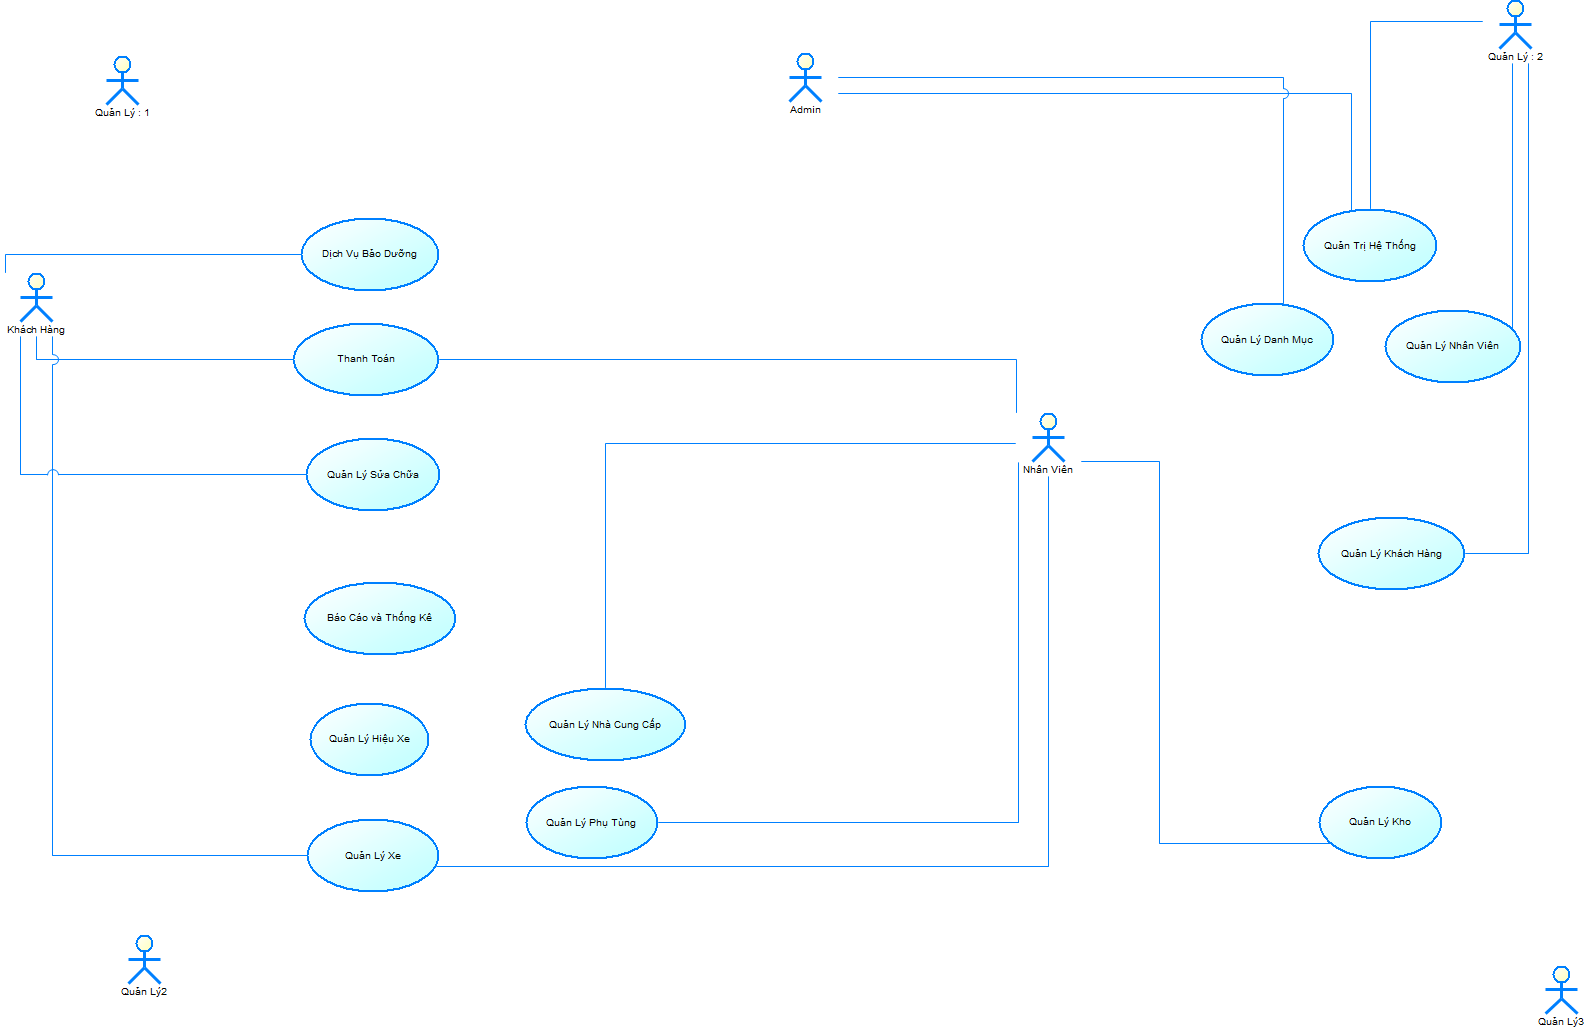 Quản Lý : 2
Quản Lý : 1
Admin
Dịch Vụ Bảo Dưỡng
Quản Trị Hệ Thống
Khách Hàng
Quản Lý Danh Mục
Quản Lý Nhân Viên
Thanh Toán
Nhân Viên
Quản Lý Sửa Chữa
Quản Lý Khách Hàng
Báo Cáo và Thống Kê
Quản Lý Nhà Cung Cấp
Quản Lý Hiệu Xe
Quản Lý Phụ Tùng
Quản Lý Kho
Quản Lý Xe
Quản Lý2
Quản Lý3